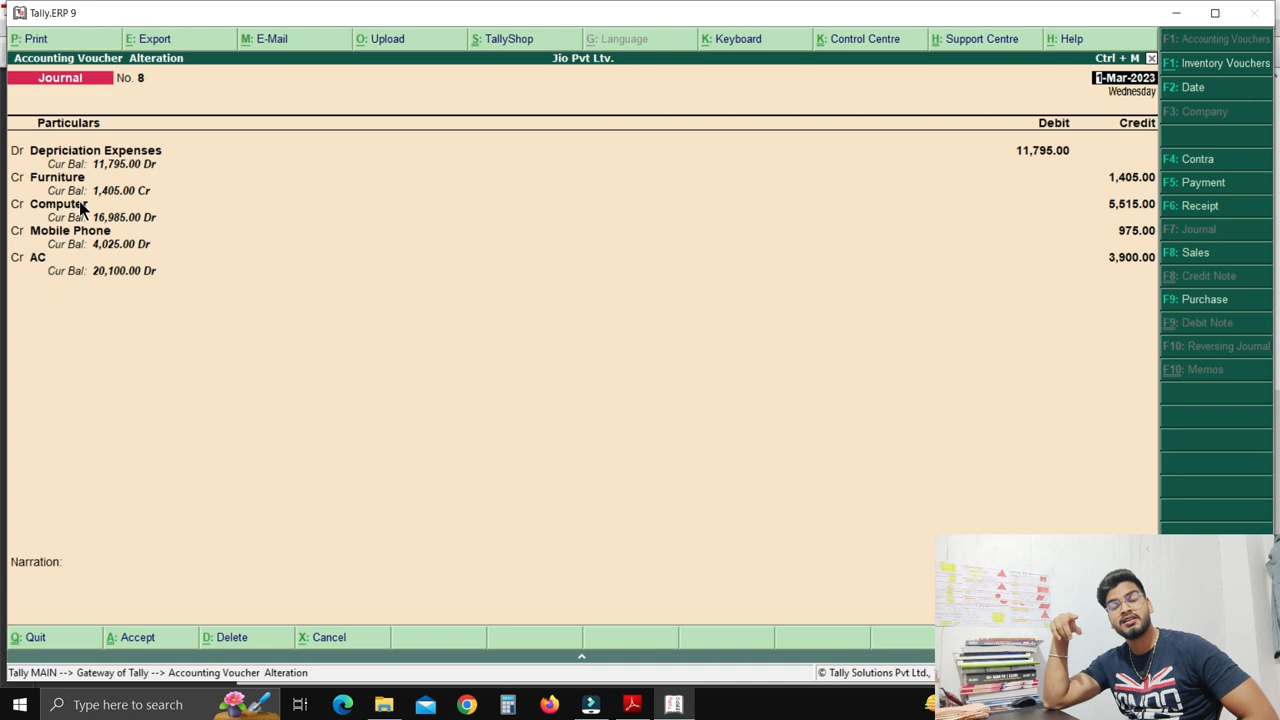 Tally.ERP 9
P: Print E: Export M: E-Mail O: Upload S: TallyShop G: Language K: Keyboard K: Control Centre H: Support Centre H: Help
F1: Accounting Vouchers
Accounting Voucher Alteration Jio Pvt Ltv. Ctrl + M
F1: Inventory Vouchers
Journal No. 8 1-Mar-2023
Wednesday
F2: Date
F3: Company
Particulars Debit Credit
Dr Depriciation Expenses 11,795.00
Cur Bal: 11,795.00 Dr
Cr Furniture 1,405.00
Cur Bal: 1,405.00 Cr
Cr Computer 5,515.00
Cur Bal: 16,985.00 Dr
Cr Mobile Phone 975.00
Cur Bal: 4,025.00 Dr
Cr AC 3,900.00
Cur Bal: 20,100.00 Dr
F4: Contra
F5: Payment
F6: Receipt
F7: Journal
F8: Sales
F8: Credit Note
F9: Purchase
F9: Debit Note
F10: Reversing Journal
F10: Memos
Narration:
Q: Quit A: Accept D: Delete X: Cancel
Tally MAIN --> Gateway of Tally --> Accounting Voucher Alteration © Tally Solutions Pvt Ltd.,
Type here to search